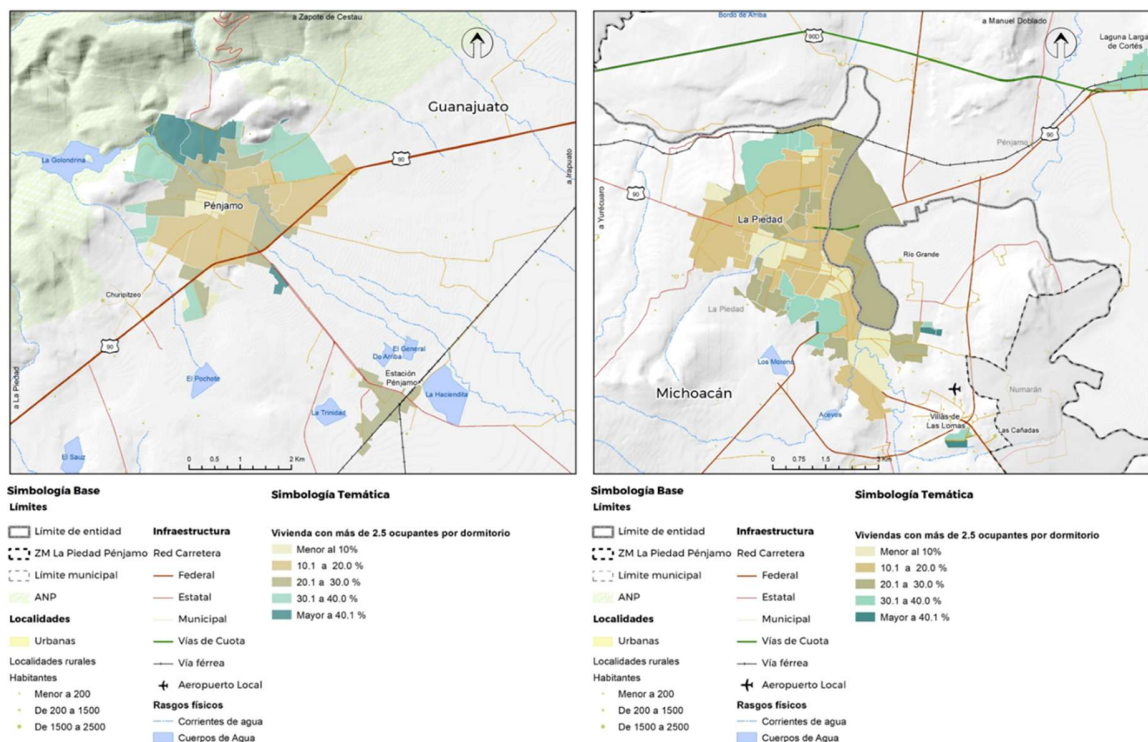 a Zapote de Cestau
Guanajuato
90
La Golondrina
a Irapuato
Pénjamo
Churipitzeo
90
El General
Do Arriba
Estación
Pénjamo
El Pochote
La Trinidad
La Haciendita
a La Piedad
El Sauz
0 0.5 1 2 Km
Bordo de Arriba
a Manuel Doblado
90D
Laguna Larga
de Cortés
90
Pénjamo
90
a Yurécuaro
La Piedad
Río Grande
La Piedad
Los Moreno
Michoacán
Numarán
Aceves
Villas de
Las Lomas
Las Cañadas
0 0.75 1.5 3 Km
Simbología Base
Límites
Límite de entidad
ZM La Piedad Pénjamo
Límite municipal
ANP
Localidades
Urbanas
Localidades rurales
Habitantes
Menor a 200
De 200 a 1500
De 1500 a 2500
Infraestructura
Red Carretera
Federal
Estatal
Municipal
Vías de Cuota
Vía férrea
Aeropuerto Local
Rasgos físicos
Corrientes de agua
Cuerpos de Agua
Simbología Temática
Vivienda con más de 2.5 ocupantes por dormitorio
Menor al 10%
10.1 a 20.0 %
20.1 a 30.0 %
30.1 a 40.0 %
Mayor a 40.1 %
Simbología Base
Límites
Límite de entidad
ZM La Piedad Pénjamo
Límite municipal
ANP
Localidades
Urbanas
Localidades rurales
Habitantes
Menor a 200
De 200 a 1500
De 1500 a 2500
Infraestructura
Red Carretera
Federal
Estatal
Municipal
Vías de Cuota
Vía férrea
Aeropuerto Local
Rasgos físicos
Corrientes de agua
Cuerpos de Agua
Simbología Temática
Viviendas con más de 2.5 ocupantes por dormitorio
Menor al 10%
10.1 a 20.0 %
20.1 a 30.0 %
30.1 a 40.0 %
Mayor a 40.1 %